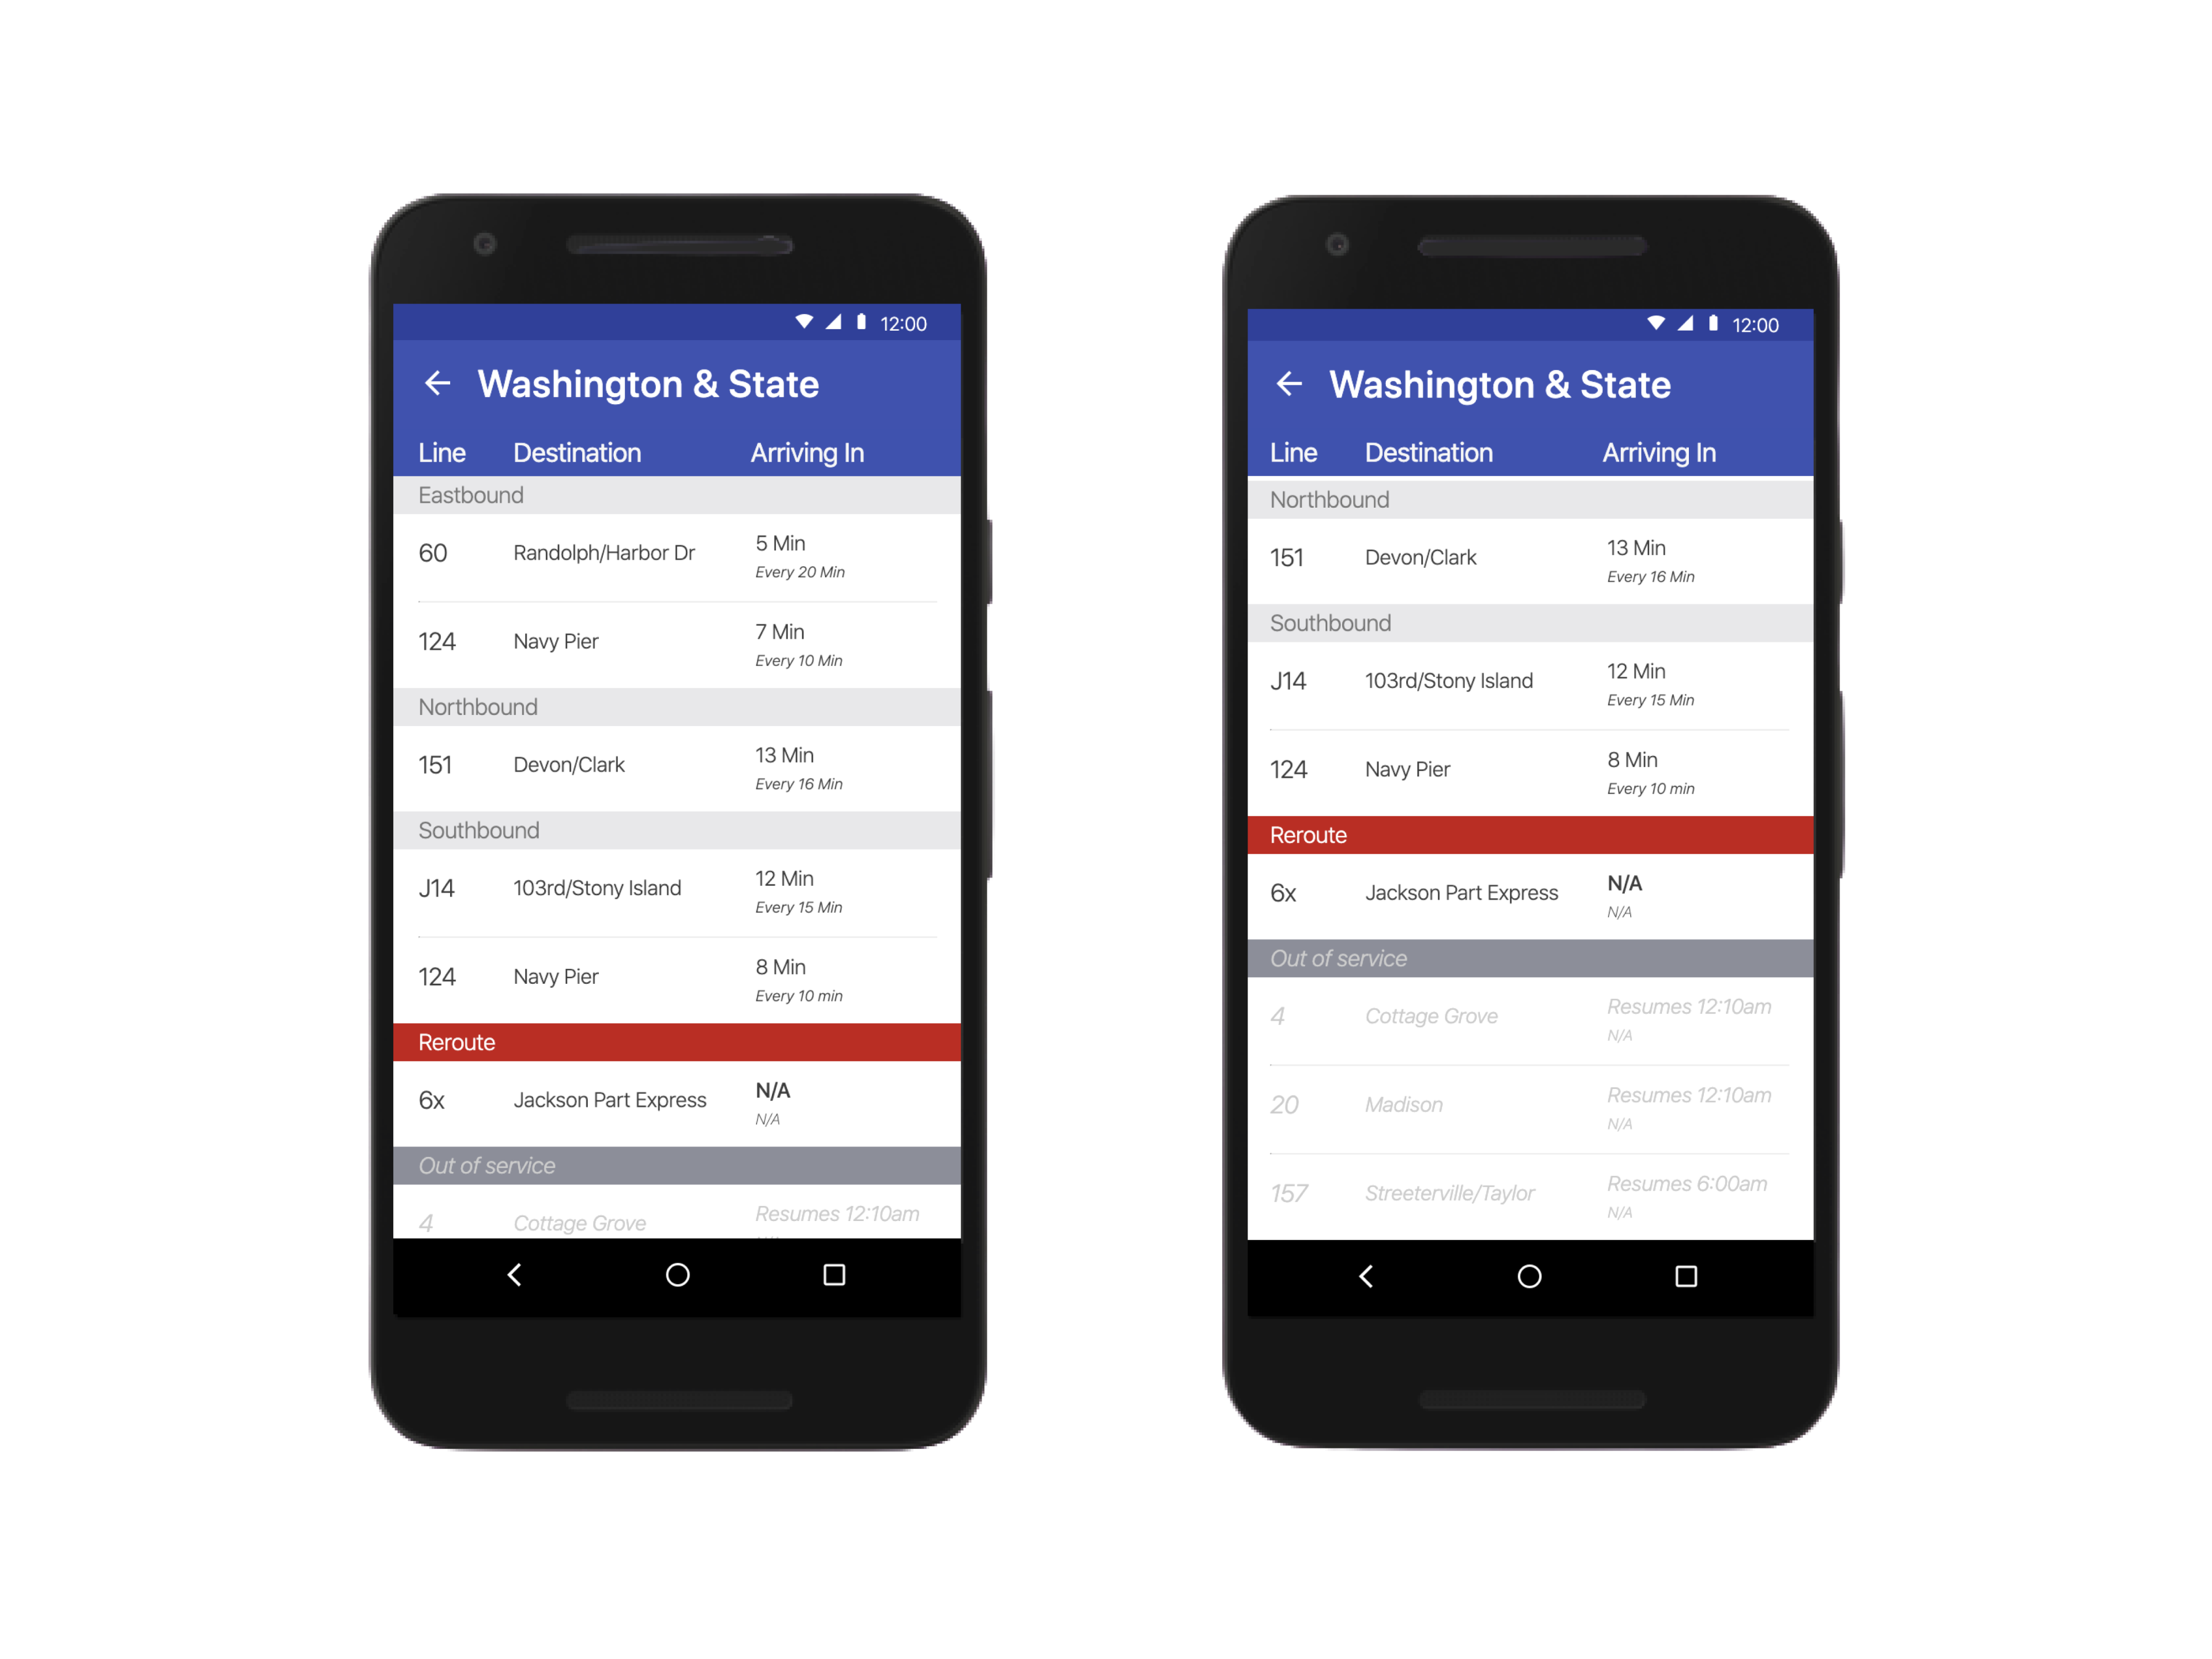 12:00
Washington & State
Line Destination Arriving In
Eastbound
60 Randolph/Harbor Dr 5 Min
Every 20 Min
124 Navy Pier 7 Min
Every 10 Min
Northbound
151 Devon/Clark 13 Min
Every 16 Min
Southbound
J14 103rd/Stony Island 12 Min
Every 15 Min
124 Navy Pier 8 Min
Every 10 min
Reroute
6x Jackson Part Express N/A
N/A
Out of service
4 Cottage Grove Resumes 12:10am
12:00
Washington & State
Line Destination Arriving In
Northbound
151 Devon/Clark 13 Min
Every 16 Min
Southbound
J14 103rd/Stony Island 12 Min
Every 15 Min
124 Navy Pier 8 Min
Every 10 min
Reroute
6x Jackson Part Express N/A
N/A
Out of service
4 Cottage Grove Resumes 12:10am
N/A
20 Madison Resumes 12:10am
N/A
157 Streeterville/Taylor Resumes 6:00am
N/A